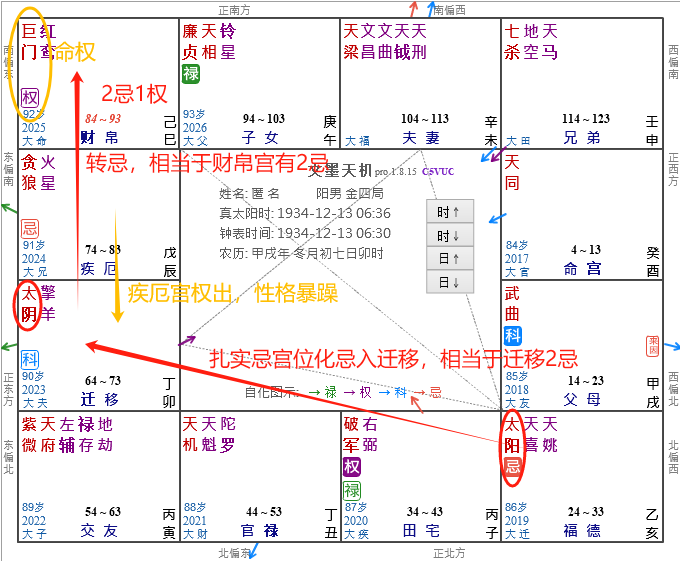 正南方
南偏西
南偏东
巨红
门鸾
命权
权
92岁
2025
大命
84～93
财帛
己
巳
廉天铃
贞相星
禄
93岁
2026
大父
94～103
子女
庚
午
天文文天天
梁昌曲钺刑
大福
104～113
夫妻
辛
未
七地天
杀空马
大田
114～123
兄弟
壬
申
西偏南
2忌1权
转忌，相当于财帛宫有2忌
东偏南
贪火
狼星
忌
91岁
2024
大兄
74～83
疾厄
戊
辰
文墨天机 pro.1.8.15 C5VUC
姓名: 匿名 阳男 金四局
真太阳时: 1934-12-13 06:36
钟表时间: 1934-12-13 06:30
农历: 甲戌年 冬月初七日卯时
时↑
时↓
日↑
日↓
天
同
84岁
2017
大官
4～13
命宫
癸
酉
正西方
疾厄宫权出，性格暴躁
太擎
阴羊
科
90岁
2023
大夫
64～73
迁移
丁
卯
正东方
扎实忌宫位化忌入迁移，相当于迁移2忌
自化图示: →禄 →权 →科 →忌
武
曲
科
来因
85岁
2018
大友
14～23
父母
甲
戌
西偏北
东偏北
紫天左禄地
微府辅存劫
89岁
2022
大子
54～63
交友
丙
寅
天天陀
机魁罗
88岁
2021
大财
44～53
官禄
丁
丑
破右
军弼
权
禄
87岁
2020
大疾
34～43
田宅
丙
子
太天天
阳喜姚
忌
86岁
2019
大迁
24～33
福德
乙
亥
北偏西
北偏东
正北方